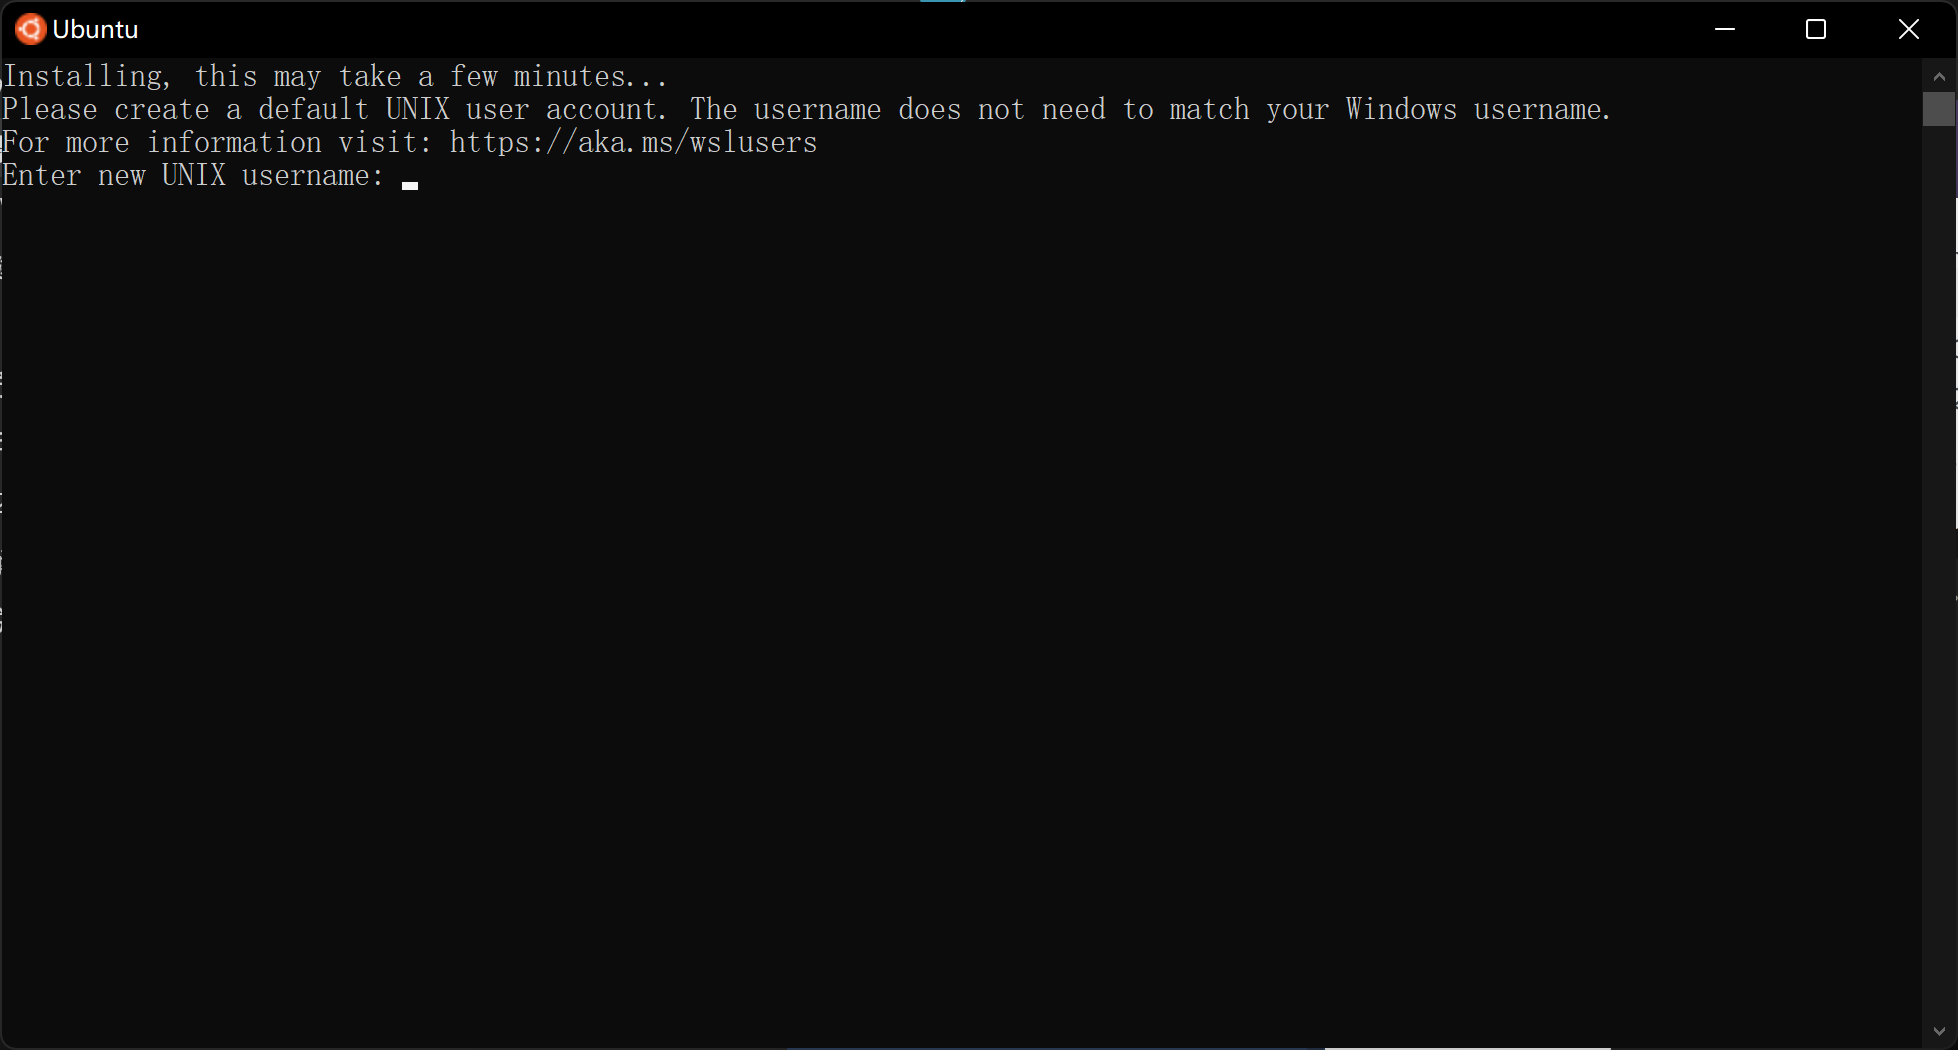 Ubuntu
Installing, this may take a few minutes...
Please create a default UNIX user account. The username does not need to match your Windows username.
For more information visit: https://aka.ms/wslusers
Enter new UNIX username: